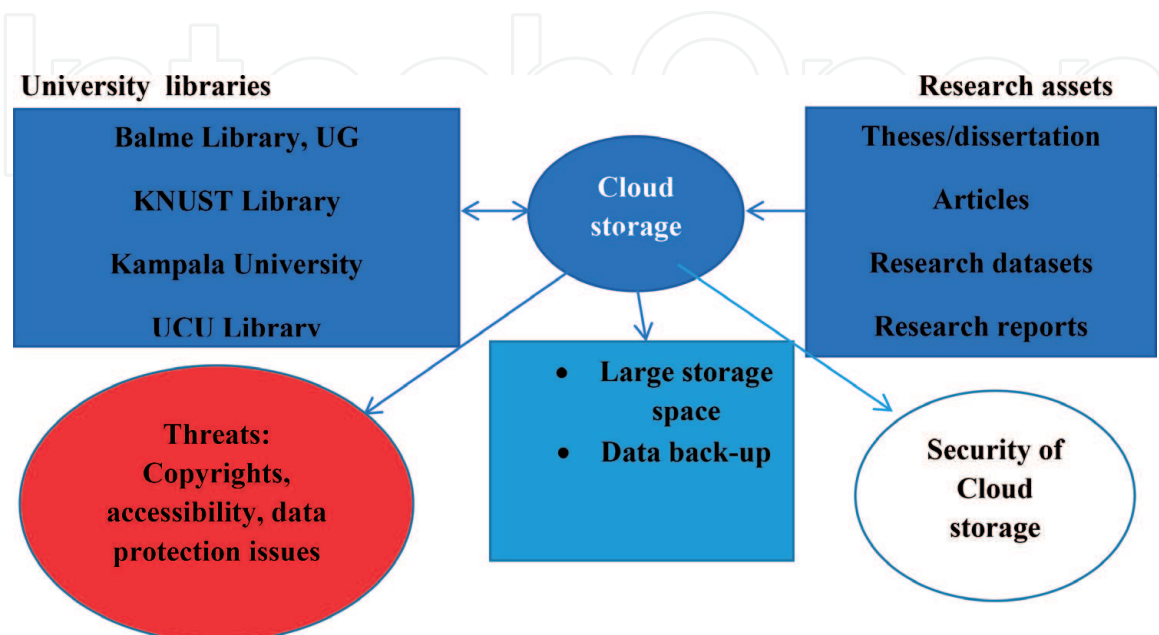 IntechOpen
University libraries
Balme Library, UG
KNUST Library
Kampala University
UCU Library
Cloud
storage
Research assets
Theses/dissertation
Articles
Research datasets
Research reports
Threats:
Copyrights,
accessibility, data
protection issues
• Large storage
space
• Data back-up
Security of
Cloud
storage